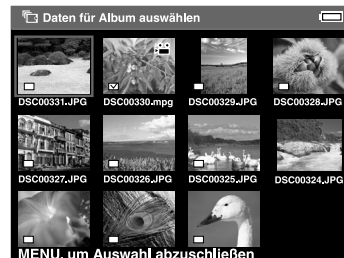 Daten für Album auswählen
DSC00331.JPG DSC00330.mpg DSC00329.JPG DSC00328.JPG
DSC00327.JPG DSC00326.JPG DSC00325.JPG DSC00324.JPG
MENU, um Auswahl abzuschließen